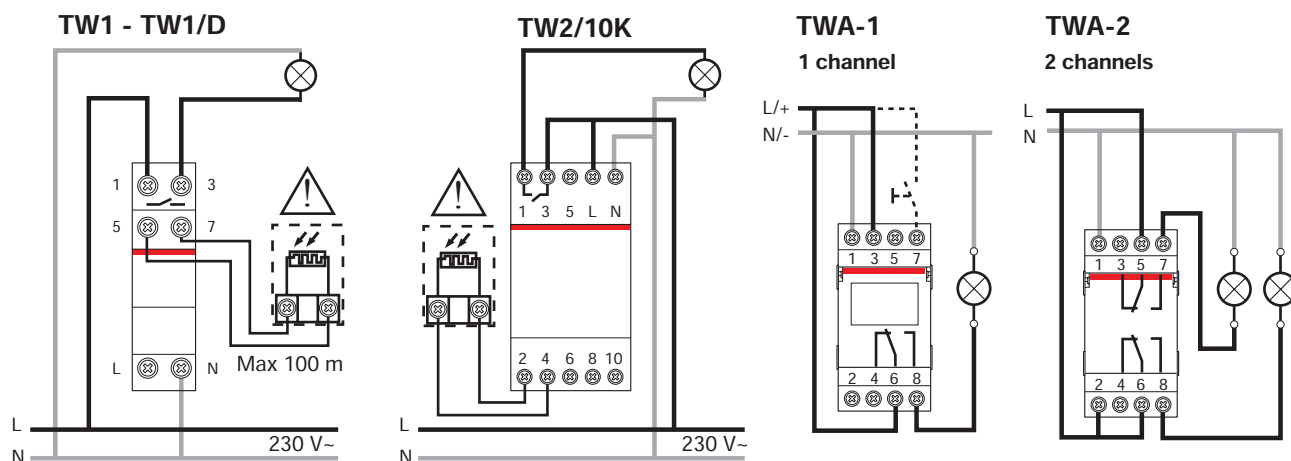 TW1 - TW1/D
1 3
5 7
Max 100 m
L N
L
N
230 V~
TW2/10K
1 3 5 L N
2 4 6 8 10
L
N
230 V~
TWA-1
1 channel
L/+
N/-
1 3 5 7
2 4 6 8
TWA-2
2 channels
L
N
1 3 5 7
2 4 6 8